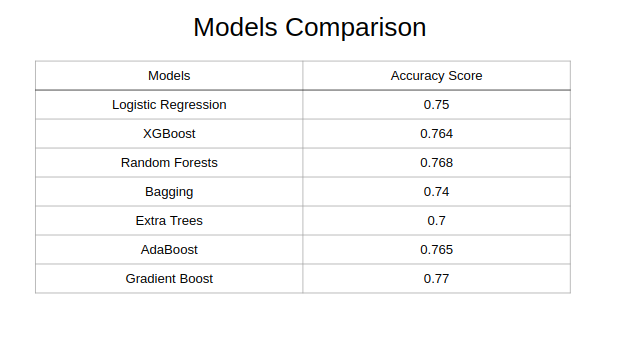 Models Comparison
Models Accuracy Score
Logistic Regression 0.75
XGBoost 0.764
Random Forests 0.768
Bagging 0.74
Extra Trees 0.7
AdaBoost 0.765
Gradient Boost 0.77